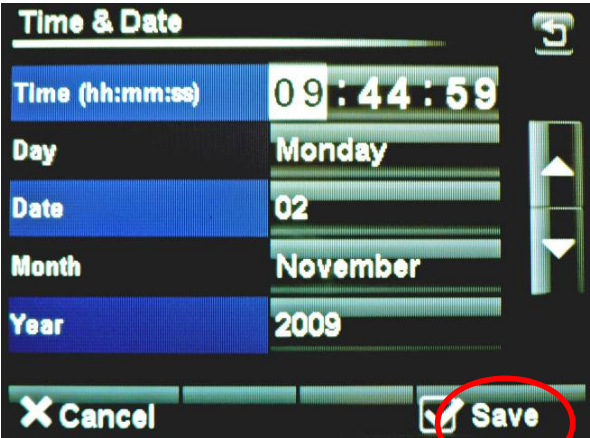 Time & Date
Time (hh:mm:ss) 09:44:59
Day Monday
Date 02
Month November
Year 2009
Cancel Save